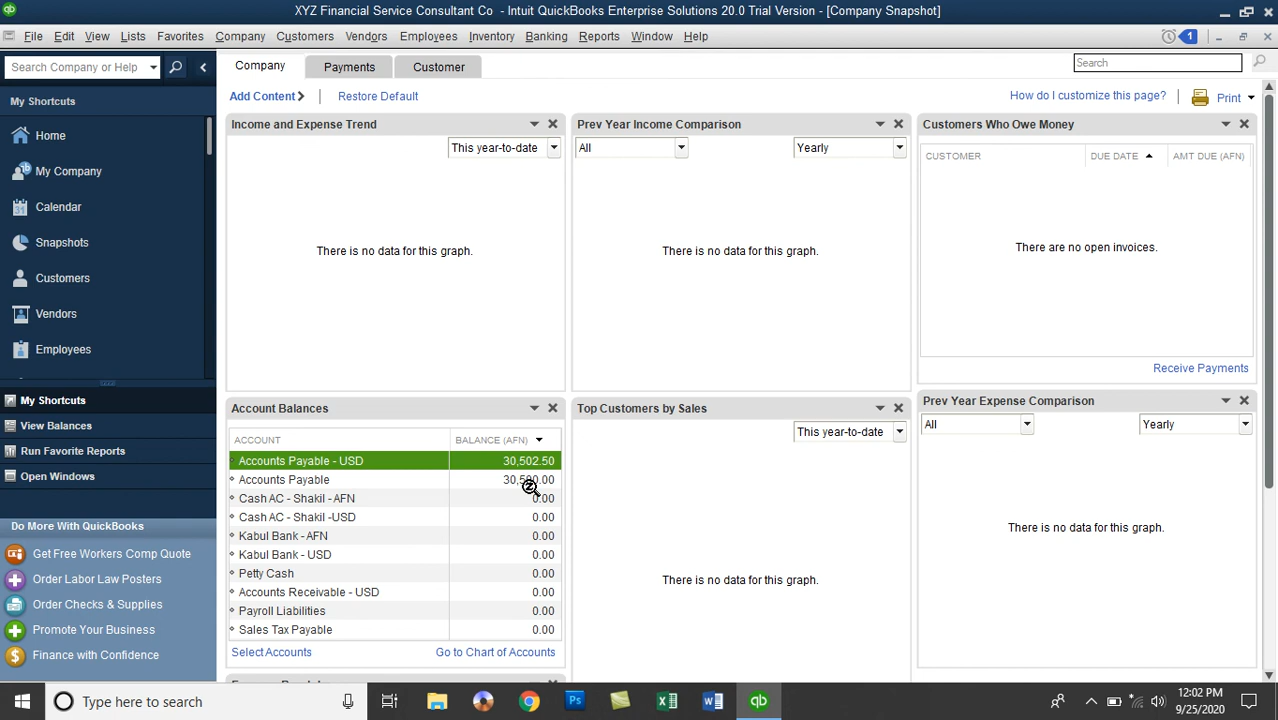 XYZ Financial Service Consultant Co - Intuit QuickBooks Enterprise Solutions 20.0 Trial Version - [Company Snapshot]
File Edit View Lists Favorites Company Customers Vendors Employees Inventory Banking Reports Window Help 1
Search Company or Help
Company Payments Customer Search
Add Content Restore Default How do I customize this page? Print
My Shortcuts
Home
My Company
Calendar
Snapshots
Customers
Vendors
Employees
My Shortcuts
View Balances
Run Favorite Reports
Open Windows
Do More With QuickBooks
Get Free Workers Comp Quote
Order Labor Law Posters
Order Checks & Supplies
Promote Your Business
Finance with Confidence
Income and Expense Trend
This year-to-date
There is no data for this graph.
Prev Year Income Comparison
All Yearly
There is no data for this graph.
Customers Who Owe Money
CUSTOMER DUE DATE AMT DUE (AFN)
There are no open invoices.
Receive Payments
Account Balances
ACCOUNT BALANCE (AFN)
Accounts Payable - USD 30,502.50
Accounts Payable
Cash AC - Shakil - AFN 0.00
Cash AC - Shakil -USD 0.00
Kabul Bank - AFN 0.00
Kabul Bank - USD 0.00
Petty Cash 0.00
Accounts Receivable - USD 0.00
Payroll Liabilities 0.00
Sales Tax Payable 0.00
Select Accounts Go to Chart of Accounts
Top Customers by Sales
This year-to-date
There is no data for this graph.
Prev Year Expense Comparison
All Yearly
There is no data for this graph.
Type here to search
12:02 PM
9/25/2020